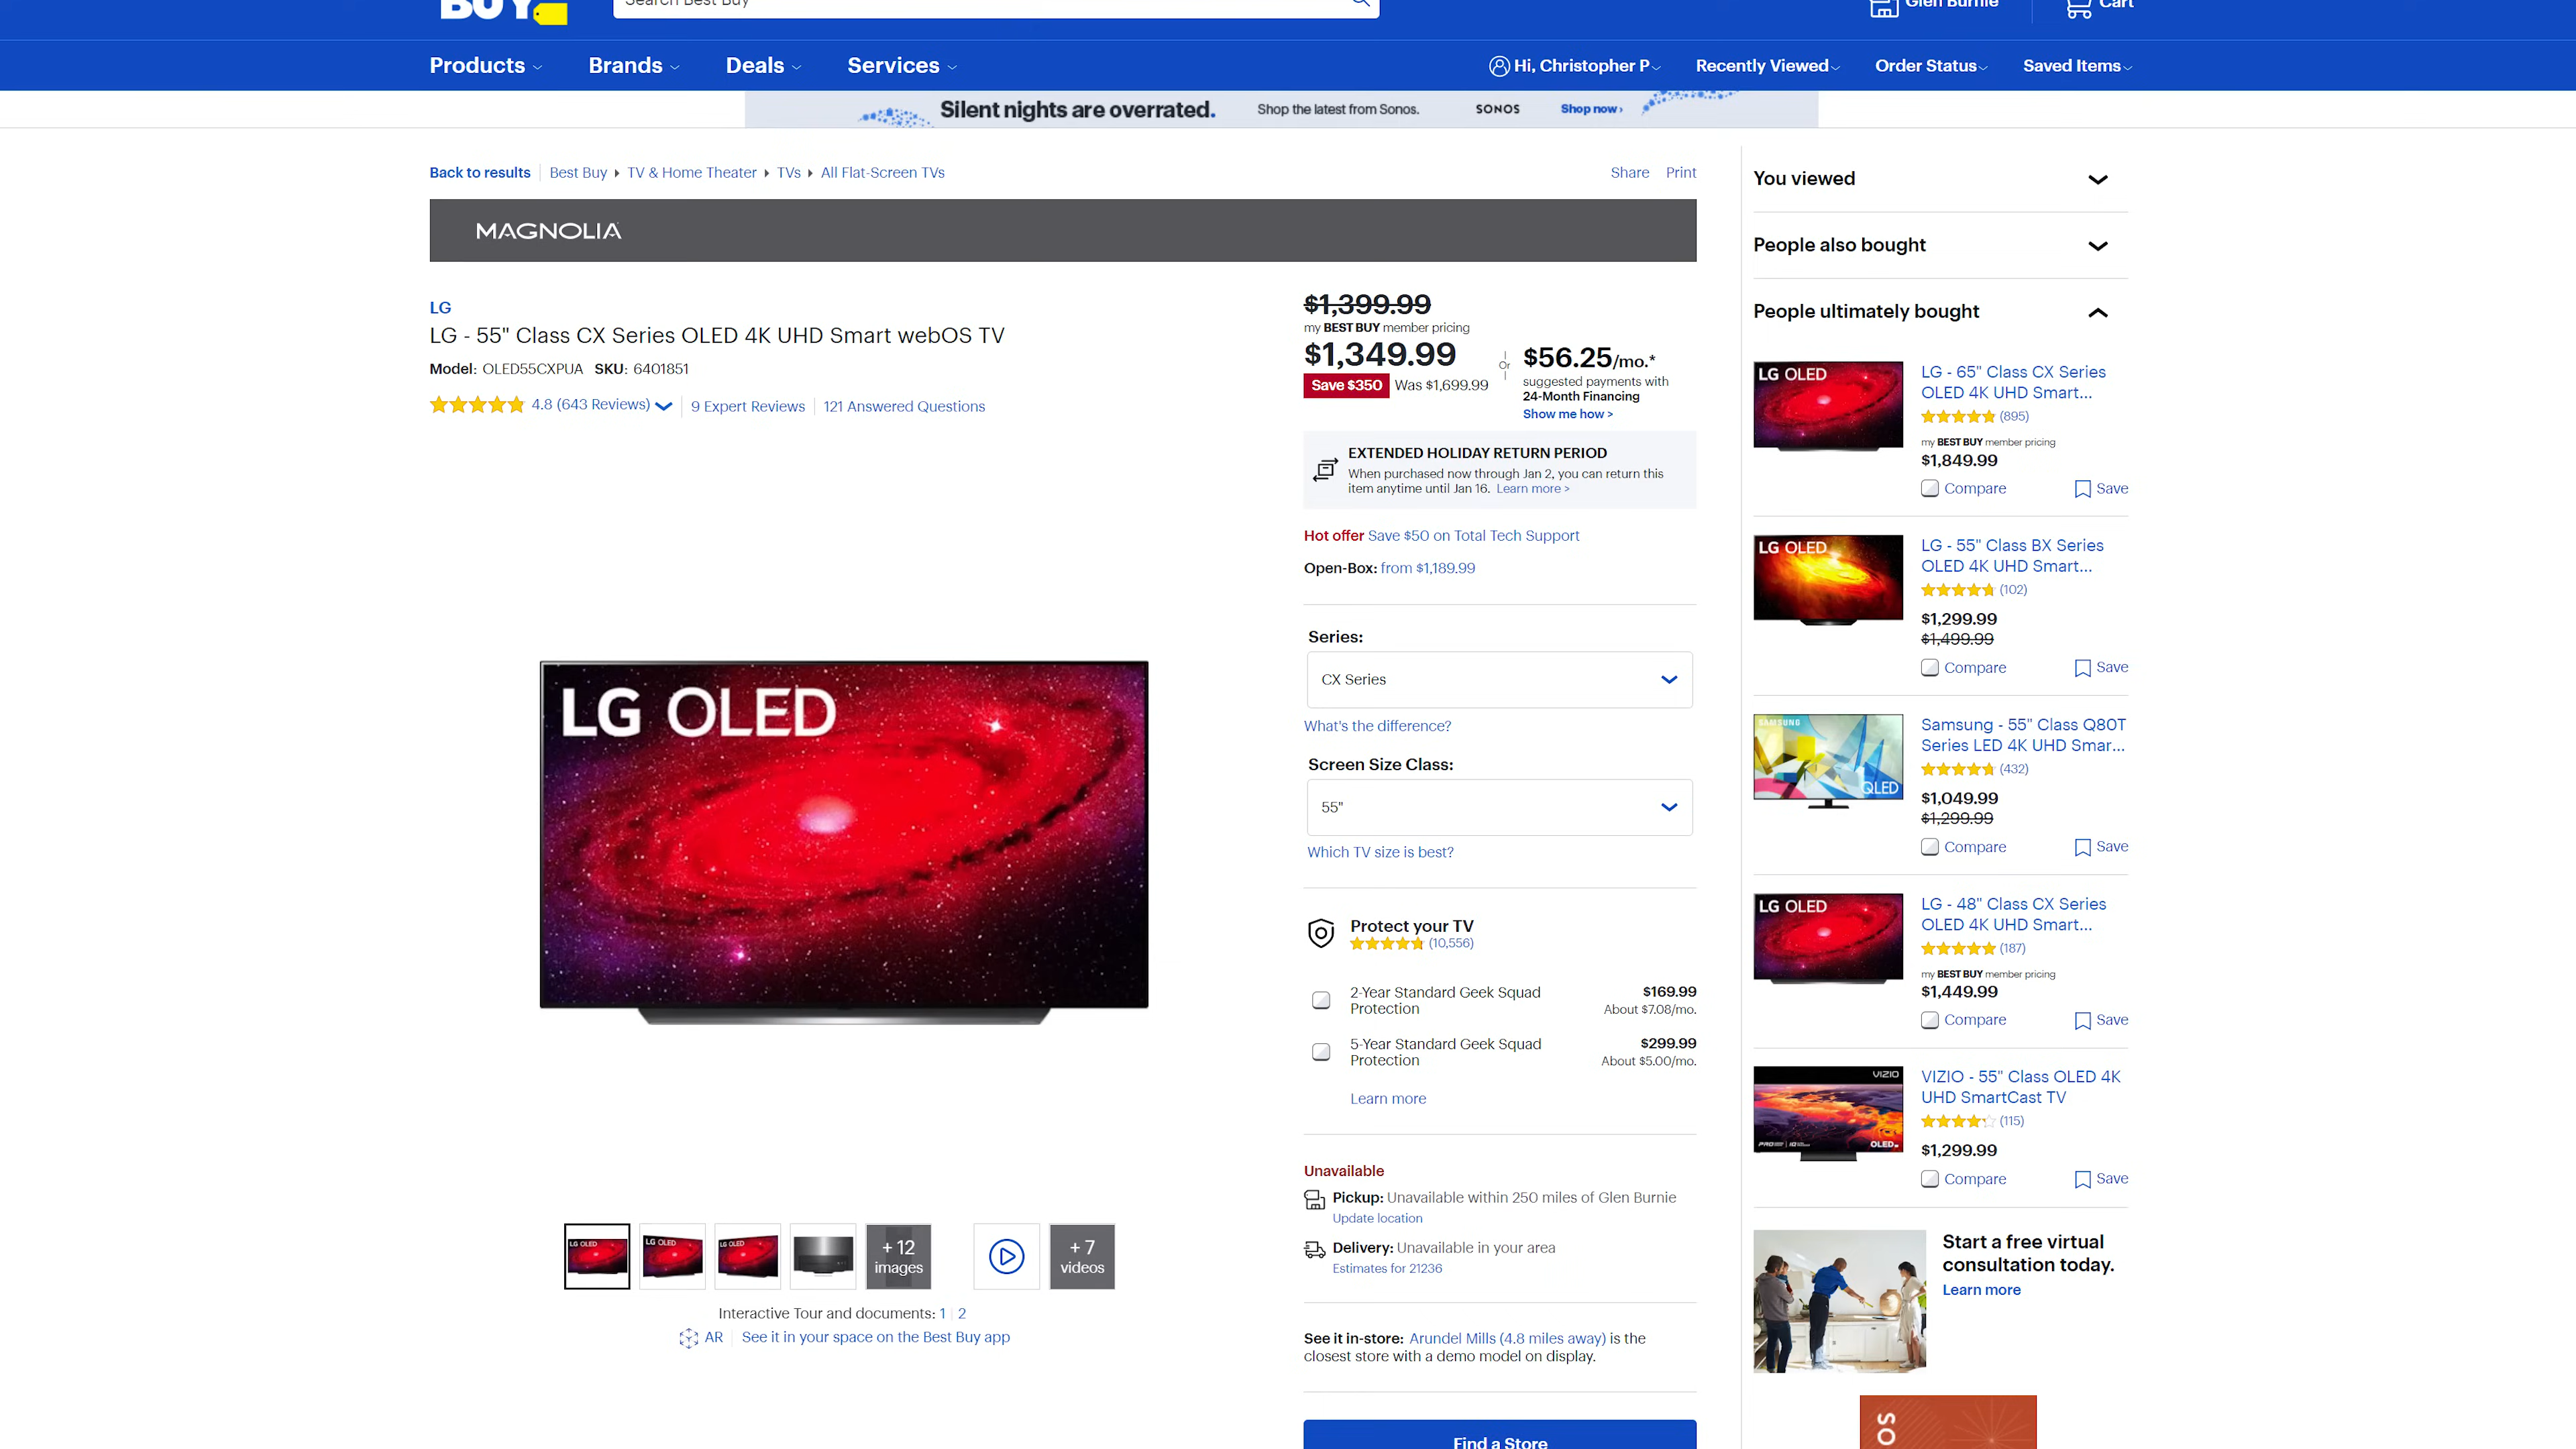 BUY
Search Best Buy
Glen Burnie
Cart
Products
Brands
Deals
Services
Hi, Christopher P
Recently Viewed
Order Status
Saved Items
Silent nights are overrated.
Shop the latest from Sonos.
SONOS
Shop now ›
Back to results
Best Buy
TV & Home Theater
TVs
All Flat-Screen TVs
Share
Print
MAGNOLIA
LG
LG - 55" Class CX Series OLED 4K UHD Smart webOS TV
Model: OLED55CXPUA SKU: 6401851
4.8 (643 Reviews)
9 Expert Reviews
121 Answered Questions
LG OLED
+ 12
images
+ 7
videos
Interactive Tour and documents: 1 | 2
AR
See it in your space on the Best Buy app
$1,399.99
my BEST BUY member pricing
$1,349.99
Save $350
Was $1,699.99
Or
$56.25/mo.*
suggested payments with
24-Month Financing
Show me how >
EXTENDED HOLIDAY RETURN PERIOD
When purchased now through Jan 2, you can return this
item anytime until Jan 16. Learn more >
Hot offer Save $50 on Total Tech Support
Open-Box: from $1,189.99
Series:
CX Series
What's the difference?
Screen Size Class:
55"
Which TV size is best?
Protect your TV
(10,556)
2-Year Standard Geek Squad
Protection
$169.99
About $7.08/mo.
5-Year Standard Geek Squad
Protection
$299.99
About $5.00/mo.
Learn more
Unavailable
Pickup: Unavailable within 250 miles of Glen Burnie
Update location
Delivery: Unavailable in your area
Estimates for 21236
See it in-store: Arundel Mills (4.8 miles away) is the
closest store with a demo model on display.
Find a Store
You viewed
People also bought
People ultimately bought
LG OLED
LG - 65" Class CX Series
OLED 4K UHD Smart...
(895)
my BEST BUY member pricing
$1,849.99
Compare
Save
LG OLED
LG - 55" Class BX Series
OLED 4K UHD Smart...
(102)
$1,299.99
$1,499.99
Compare
Save
SAMSUNG
QLED
Samsung - 55" Class Q80T
Series LED 4K UHD Smar...
(432)
$1,049.99
$1,299.99
Compare
Save
LG OLED
LG - 48" Class CX Series
OLED 4K UHD Smart...
(187)
my BEST BUY member pricing
$1,449.99
Compare
Save
VIZIO
OLED
VIZIO - 55" Class OLED 4K
UHD SmartCast TV
(115)
$1,299.99
Compare
Save
Start a free virtual
consultation today.
Learn more
OS